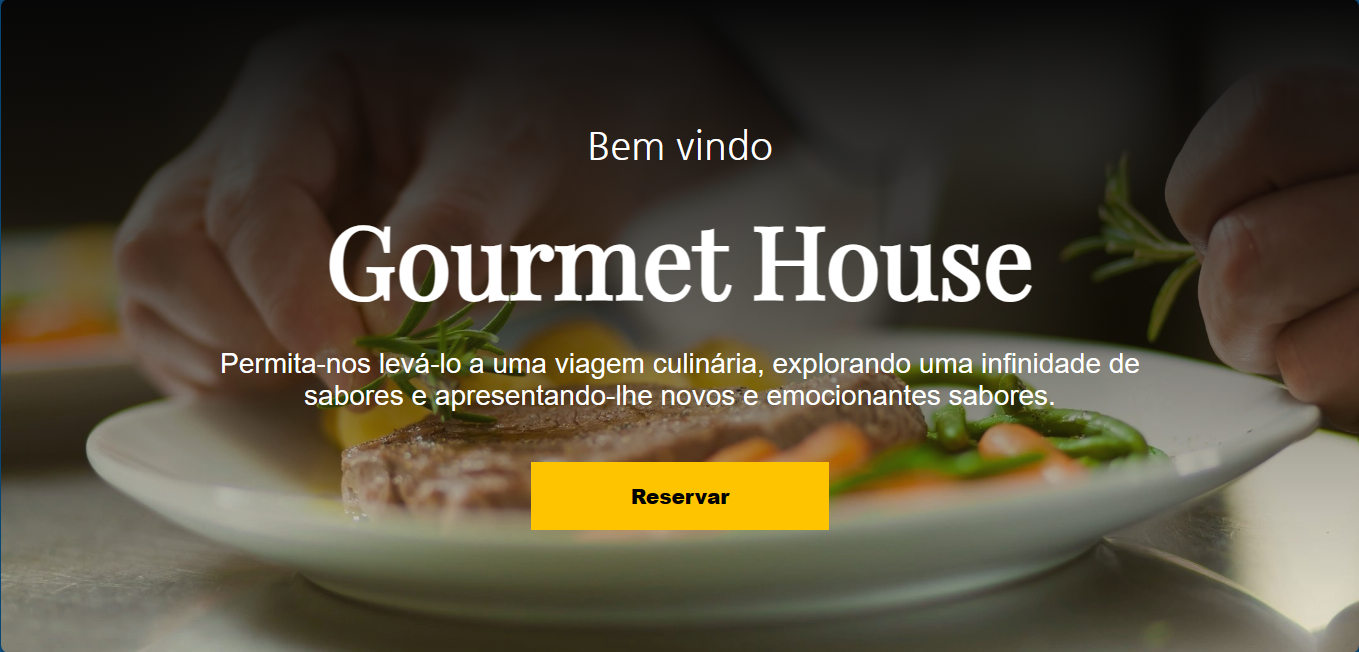 Bem vindo
Gourmet House
Permita-nos levá-lo a uma viagem culinária, explorando uma infinidade de
sabores e apresentando-lhe novos e emocionantes sabores.
Reservar